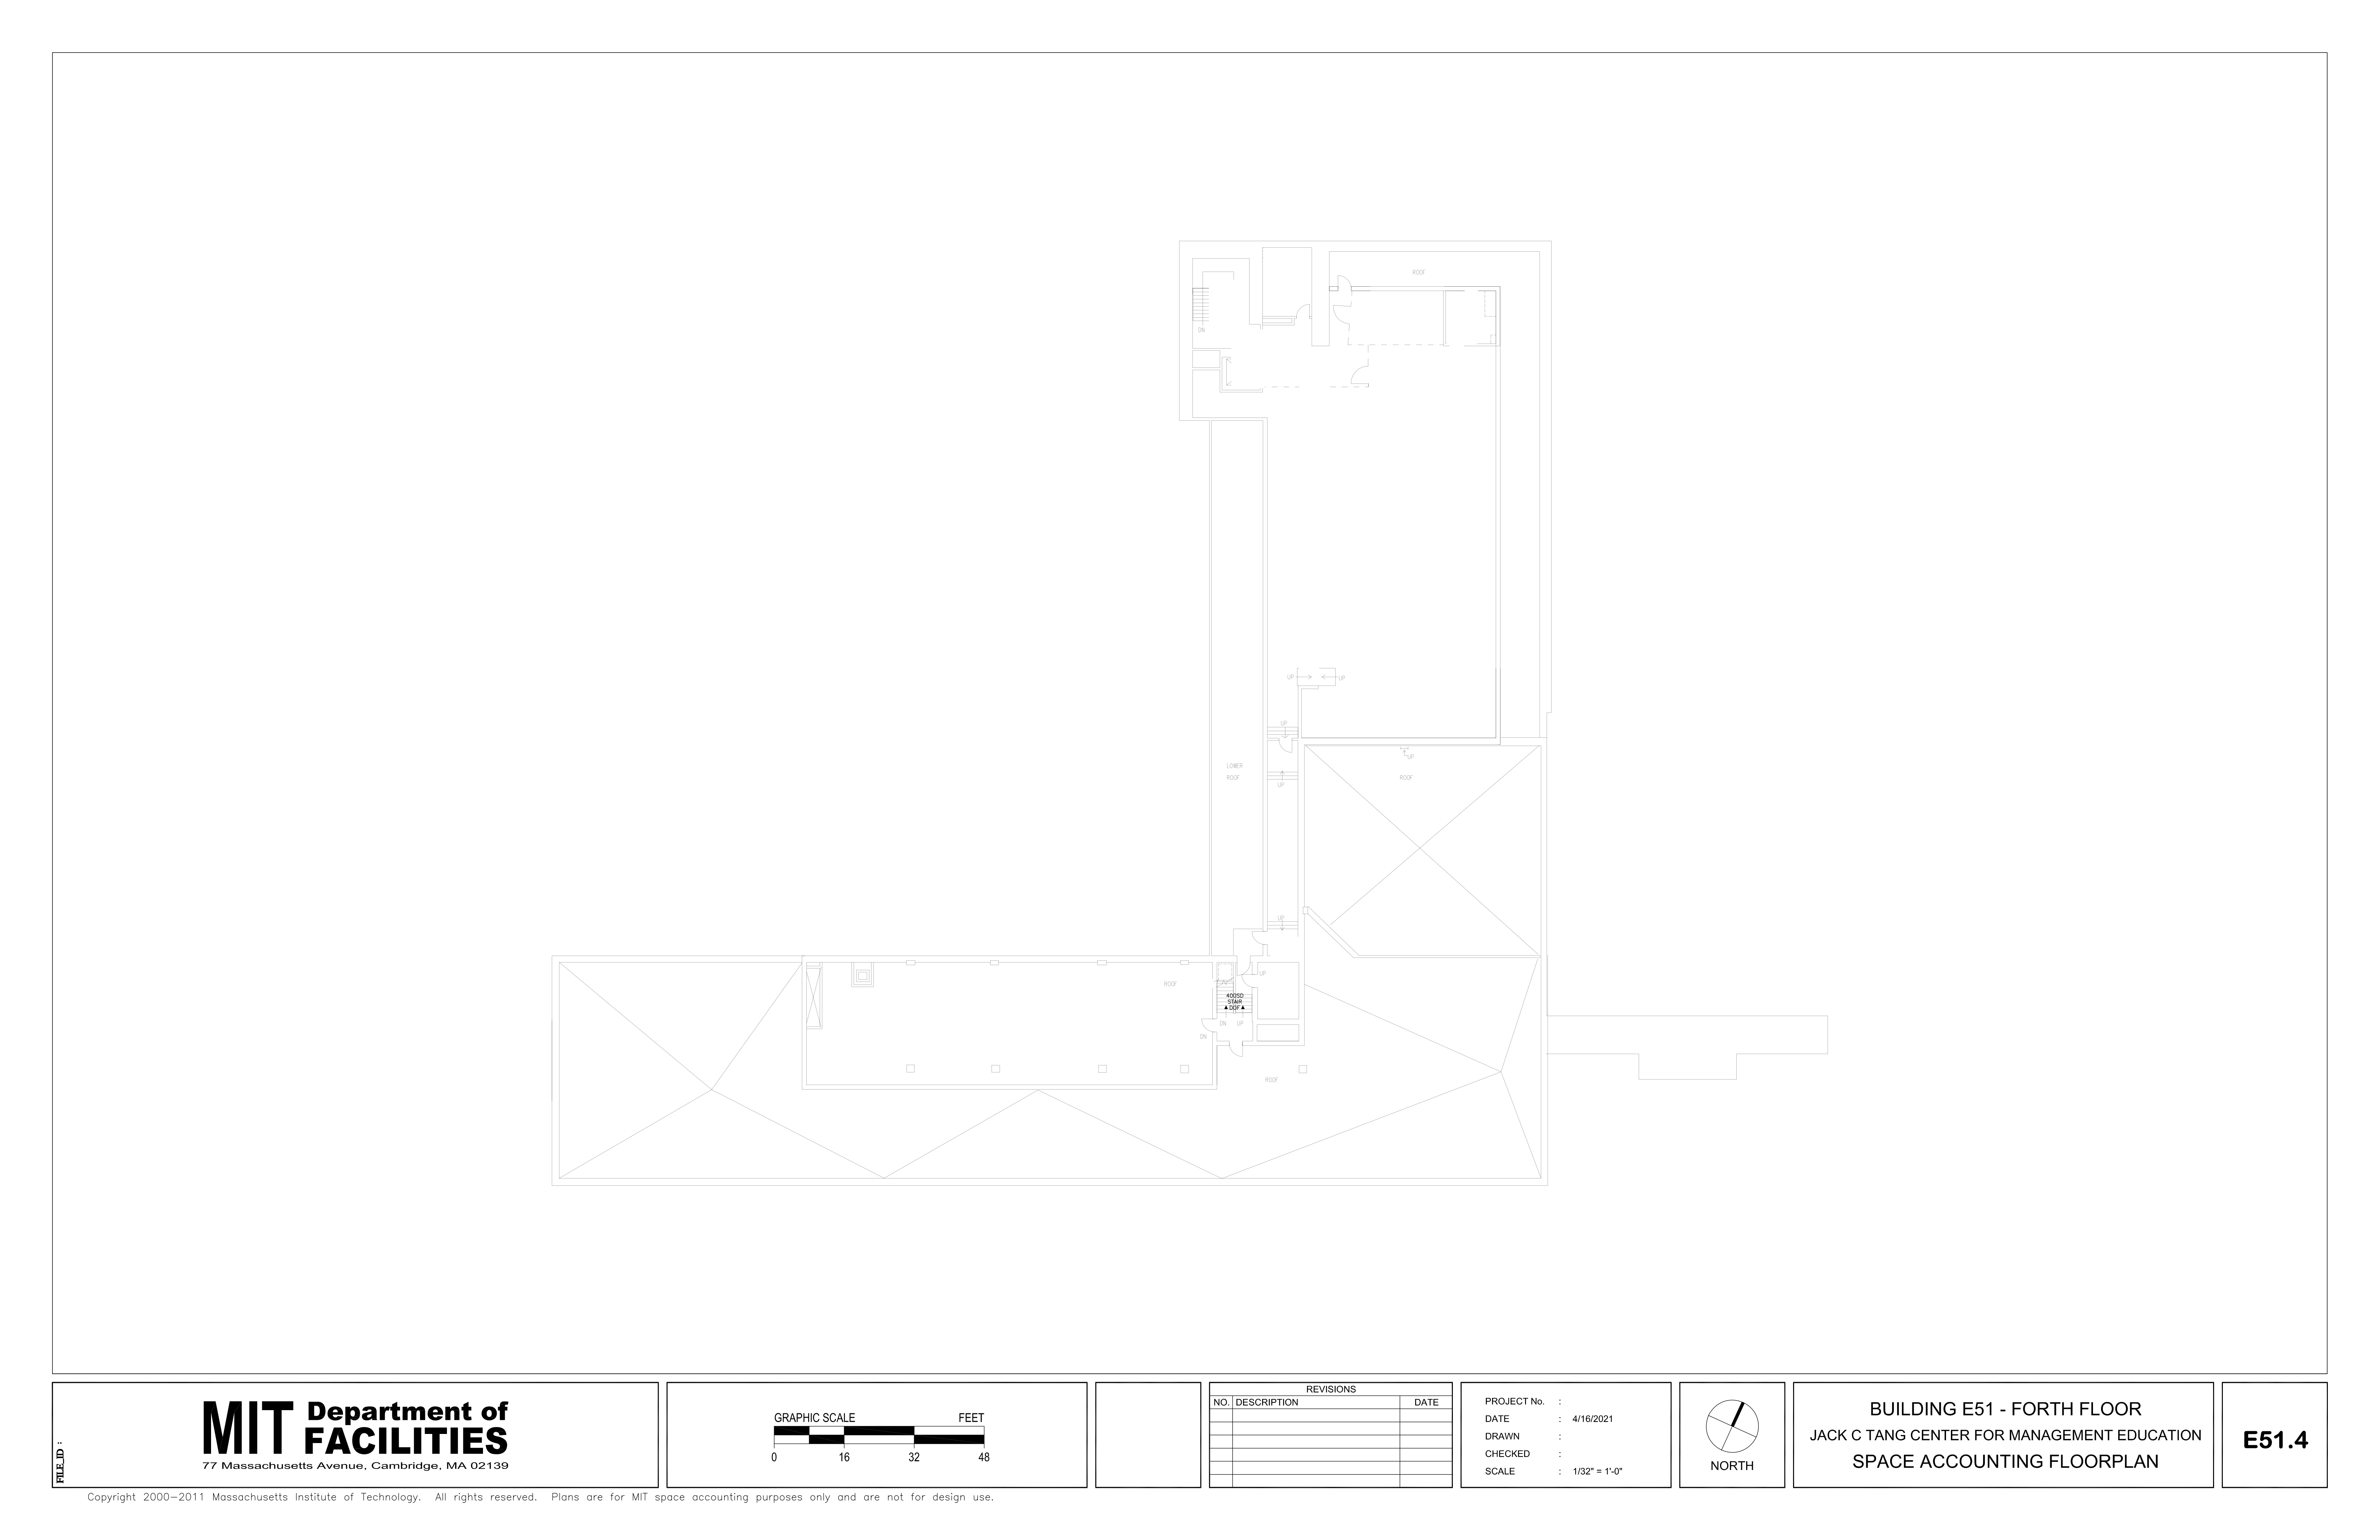 ROOF
DN
UP
UP
UP
LOWER
ROOF
UP
UP
ROOF
UP
ROOF
UP
400SD
STAIR
DOF
DN UP
DN
ROOF
FILE_ID :
MIT Department of
FACILITIES
77 Massachusetts Avenue, Cambridge, MA 02139
GRAPHIC SCALE FEET
0 16 32 48
REVISIONS
NO. DESCRIPTION DATE
PROJECT No. :
DATE : 4/16/2021
DRAWN :
CHECKED :
SCALE : 1/32" = 1'-0"
NORTH
BUILDING E51 - FORTH FLOOR
JACK C TANG CENTER FOR MANAGEMENT EDUCATION
SPACE ACCOUNTING FLOORPLAN
E51.4
Copyright 2000-2011 Massachusetts Institute of Technology. All rights reserved. Plans are for MIT space accounting purposes only and are not for design use.